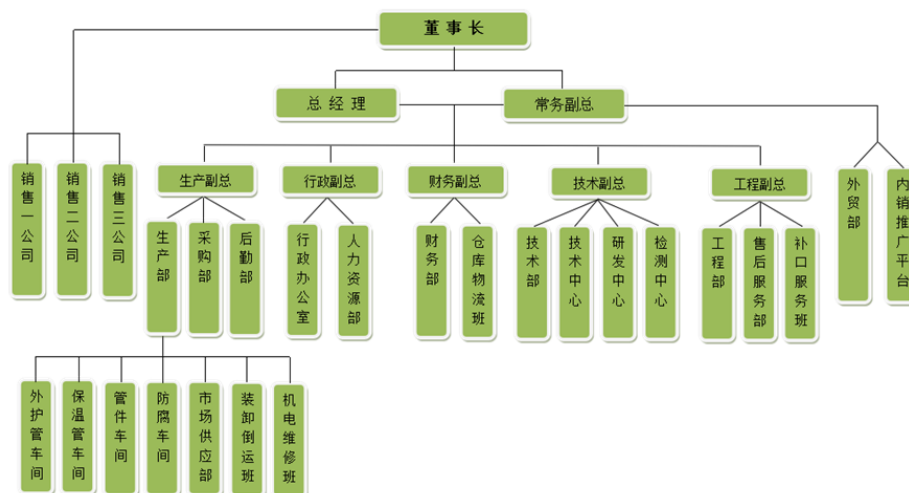 董事长
总经理
常务副总
销售一公司
销售二公司
销售三公司
生产副总
行政副总
财务副总
技术副总
工程副总
外贸部
内销推广平台
生产部
采购部
后勤部
行政办公室
人力资源部
财务部
仓库物流班
技术部
技术中心
研发中心
检测中心
工程部
售后服务部
补口服务班
外护管车间
保温管车间
管件车间
防腐车间
市场供应部
装卸倒运班
机电维修班